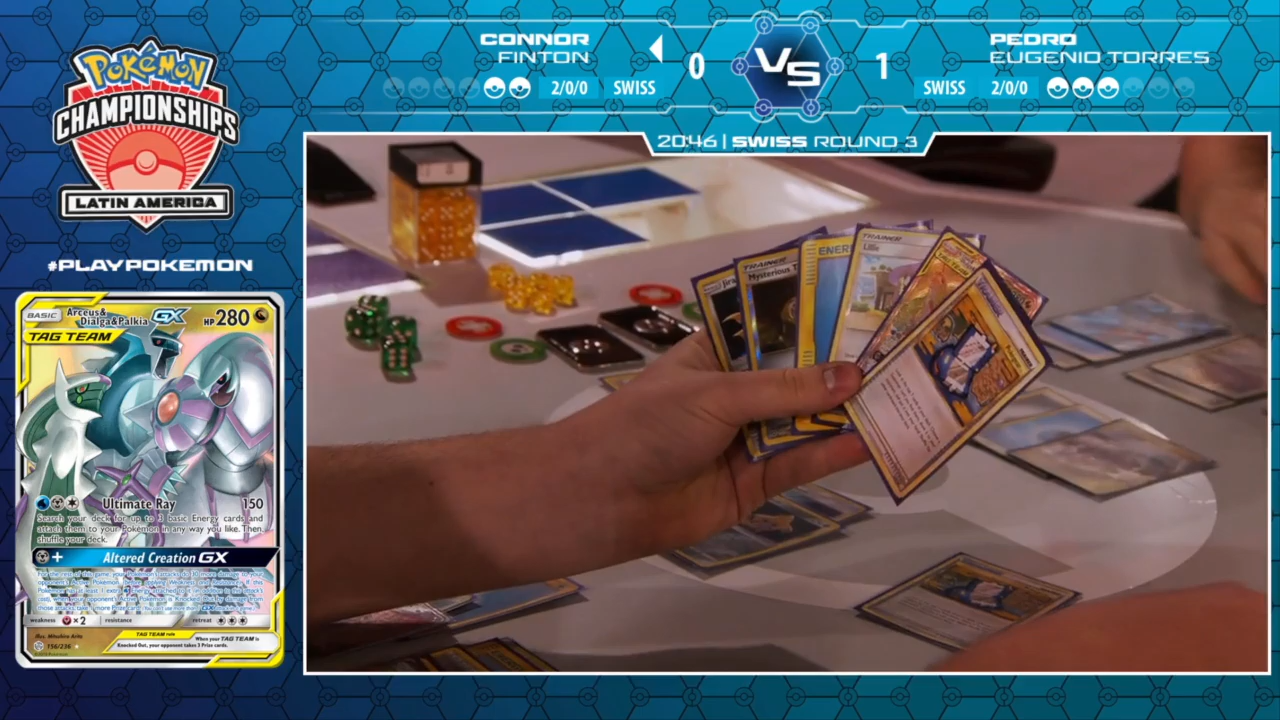 POKÉMON
CHAMPIONSHIPS
LATIN AMERICA
#PLAYPOKEMON
CONNOR
FINTON
0
VS
1
PEDRO
EUGENIO TORRES
2/0/0
SWISS
SWISS
2/0/0
20:46 | SWISS ROUND 3
BASIC
Arceus&
Dialga&Palkia GX
HP 280
TAG TEAM
Ultimate Ray 150
Search your deck for up to 3 basic Energy cards and
attach them to your Pokémon in any way you like. Then,
shuffle your deck.
+ Altered Creation GX
weakness ×2 resistance retreat
TAG TEAM rule
When your TAG TEAM is
Knocked Out, your opponent takes 3 Prize cards.
156/236
Jira
TRAINER
Mysterious T
ENER
TRAINER
Lillie